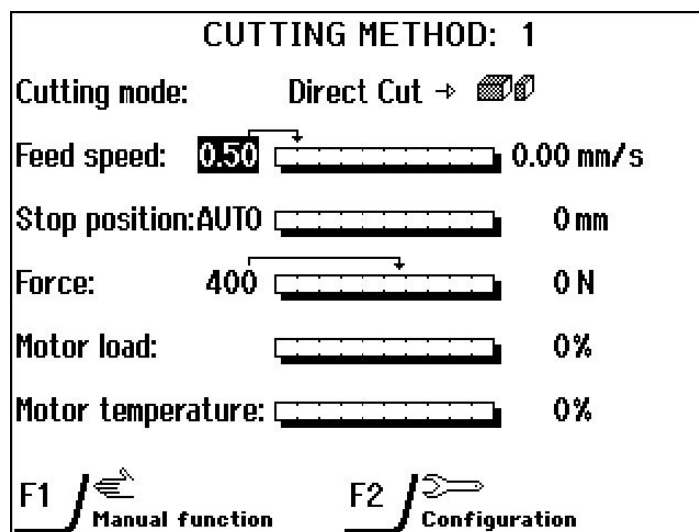 CUTTING METHOD: 1
Cutting mode: Direct Cut →
Feed speed: 0.50 0.00 mm/s
Stop position: AUTO 0 mm
Force: 400 0 N
Motor load: 0%
Motor temperature: 0%
F1 Manual function F2 Configuration